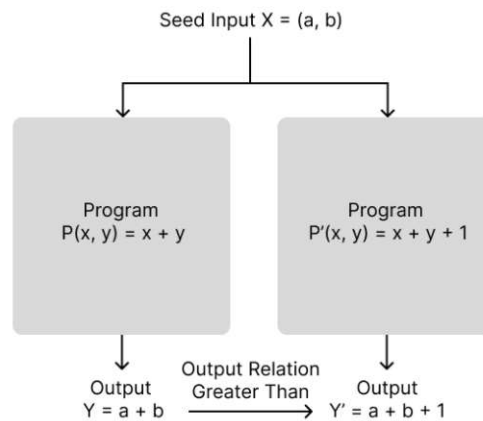 Seed Input X = (a, b)
Program
P(x, y) = x + y
Program
P'(x, y) = x + y + 1
Output Relation
Greater Than
Output
Y = a + b
Output
Y' = a + b + 1